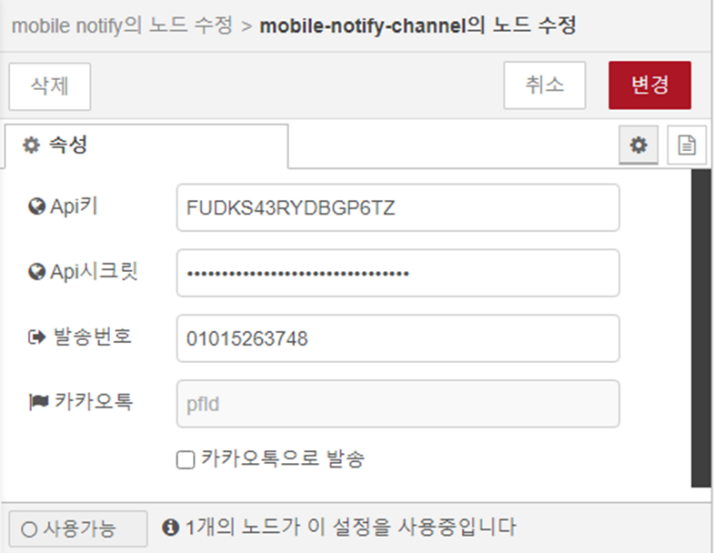 mobile notify의 노드 수정 > mobile-notify-channel의 노드 수정
삭제 취소 변경
속성
Api키 FUDKS43RYDBGP6TZ
Api시크릿 ••••••••••••••••••••••••••••••••
발송번호 01015263748
카카오톡 pfId
카카오톡으로 발송
사용가능 1개의 노드가 이 설정을 사용중입니다